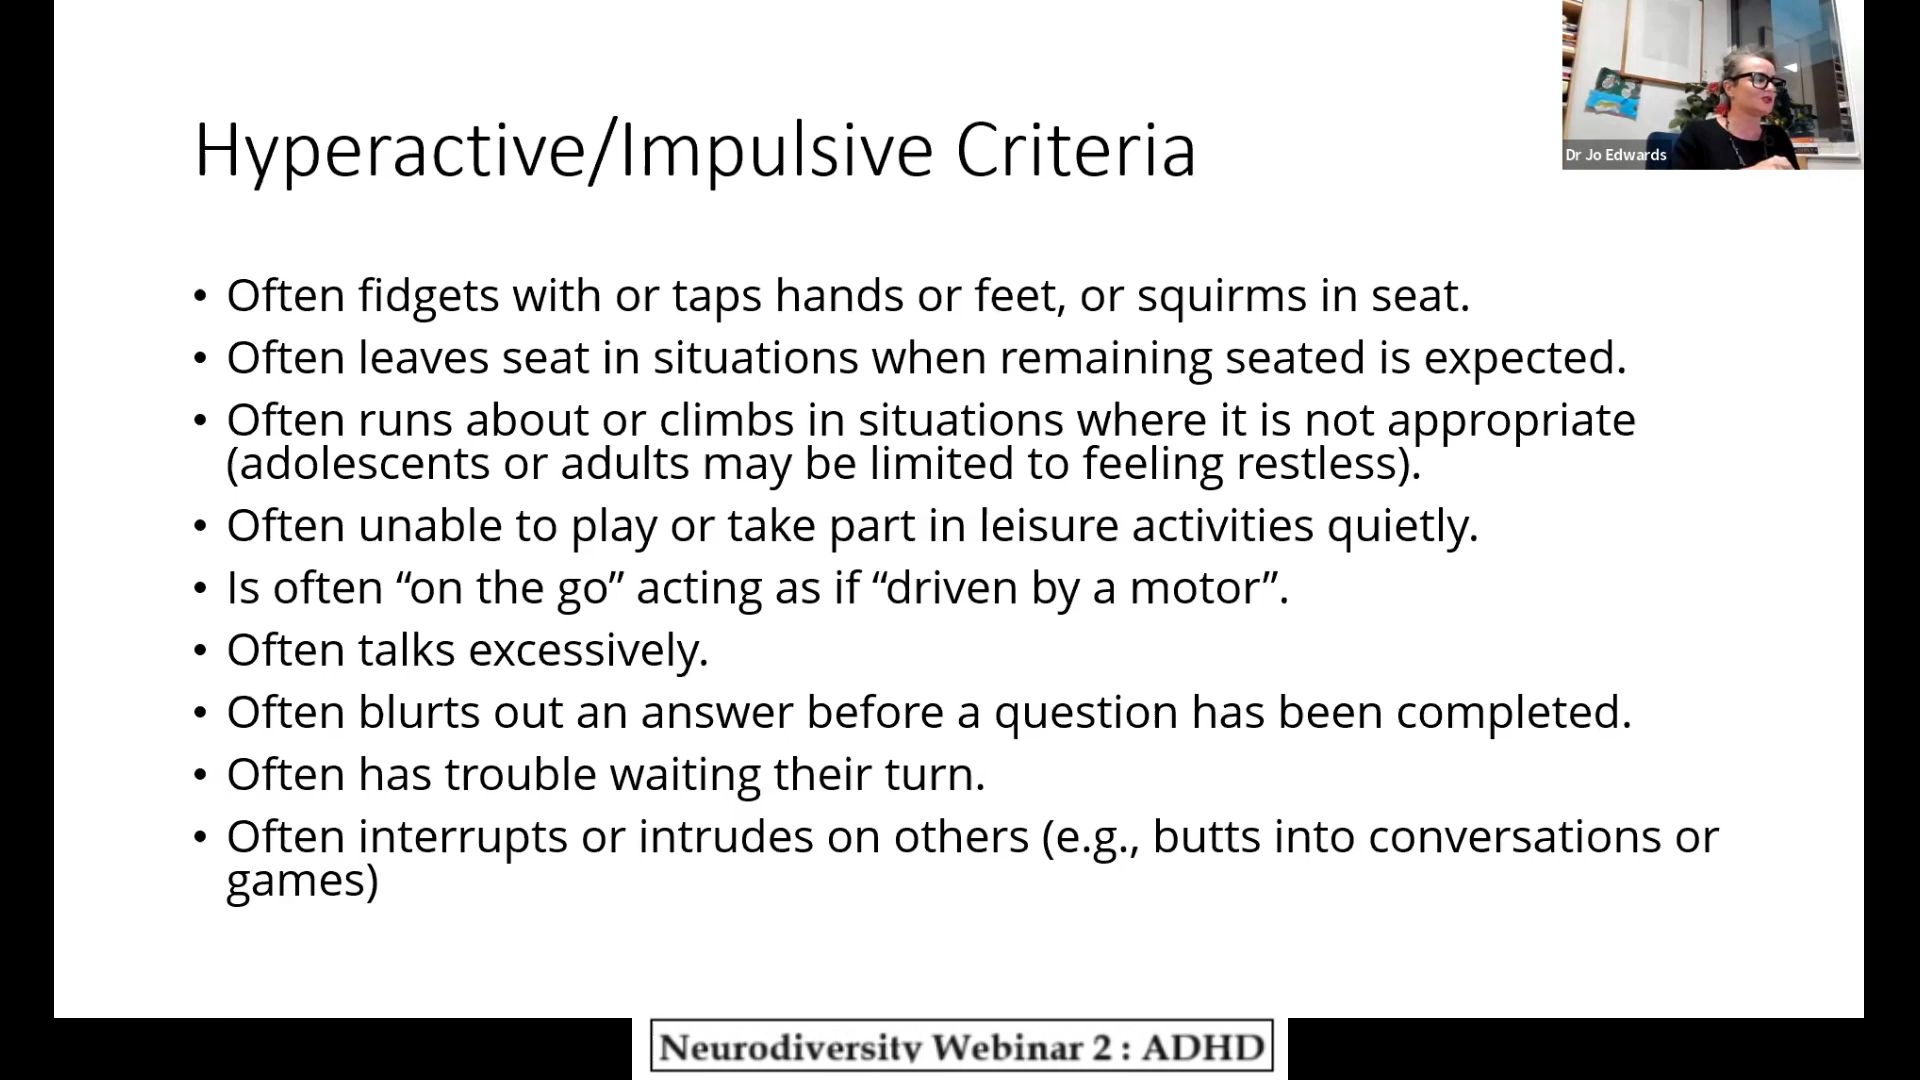 Dr Jo Edwards
Hyperactive/Impulsive Criteria
• Often fidgets with or taps hands or feet, or squirms in seat.
• Often leaves seat in situations when remaining seated is expected.
• Often runs about or climbs in situations where it is not appropriate
(adolescents or adults may be limited to feeling restless).
• Often unable to play or take part in leisure activities quietly.
• Is often “on the go” acting as if “driven by a motor”.
• Often talks excessively.
• Often blurts out an answer before a question has been completed.
• Often has trouble waiting their turn.
• Often interrupts or intrudes on others (e.g., butts into conversations or
games)
Neurodiversity Webinar 2 : ADHD